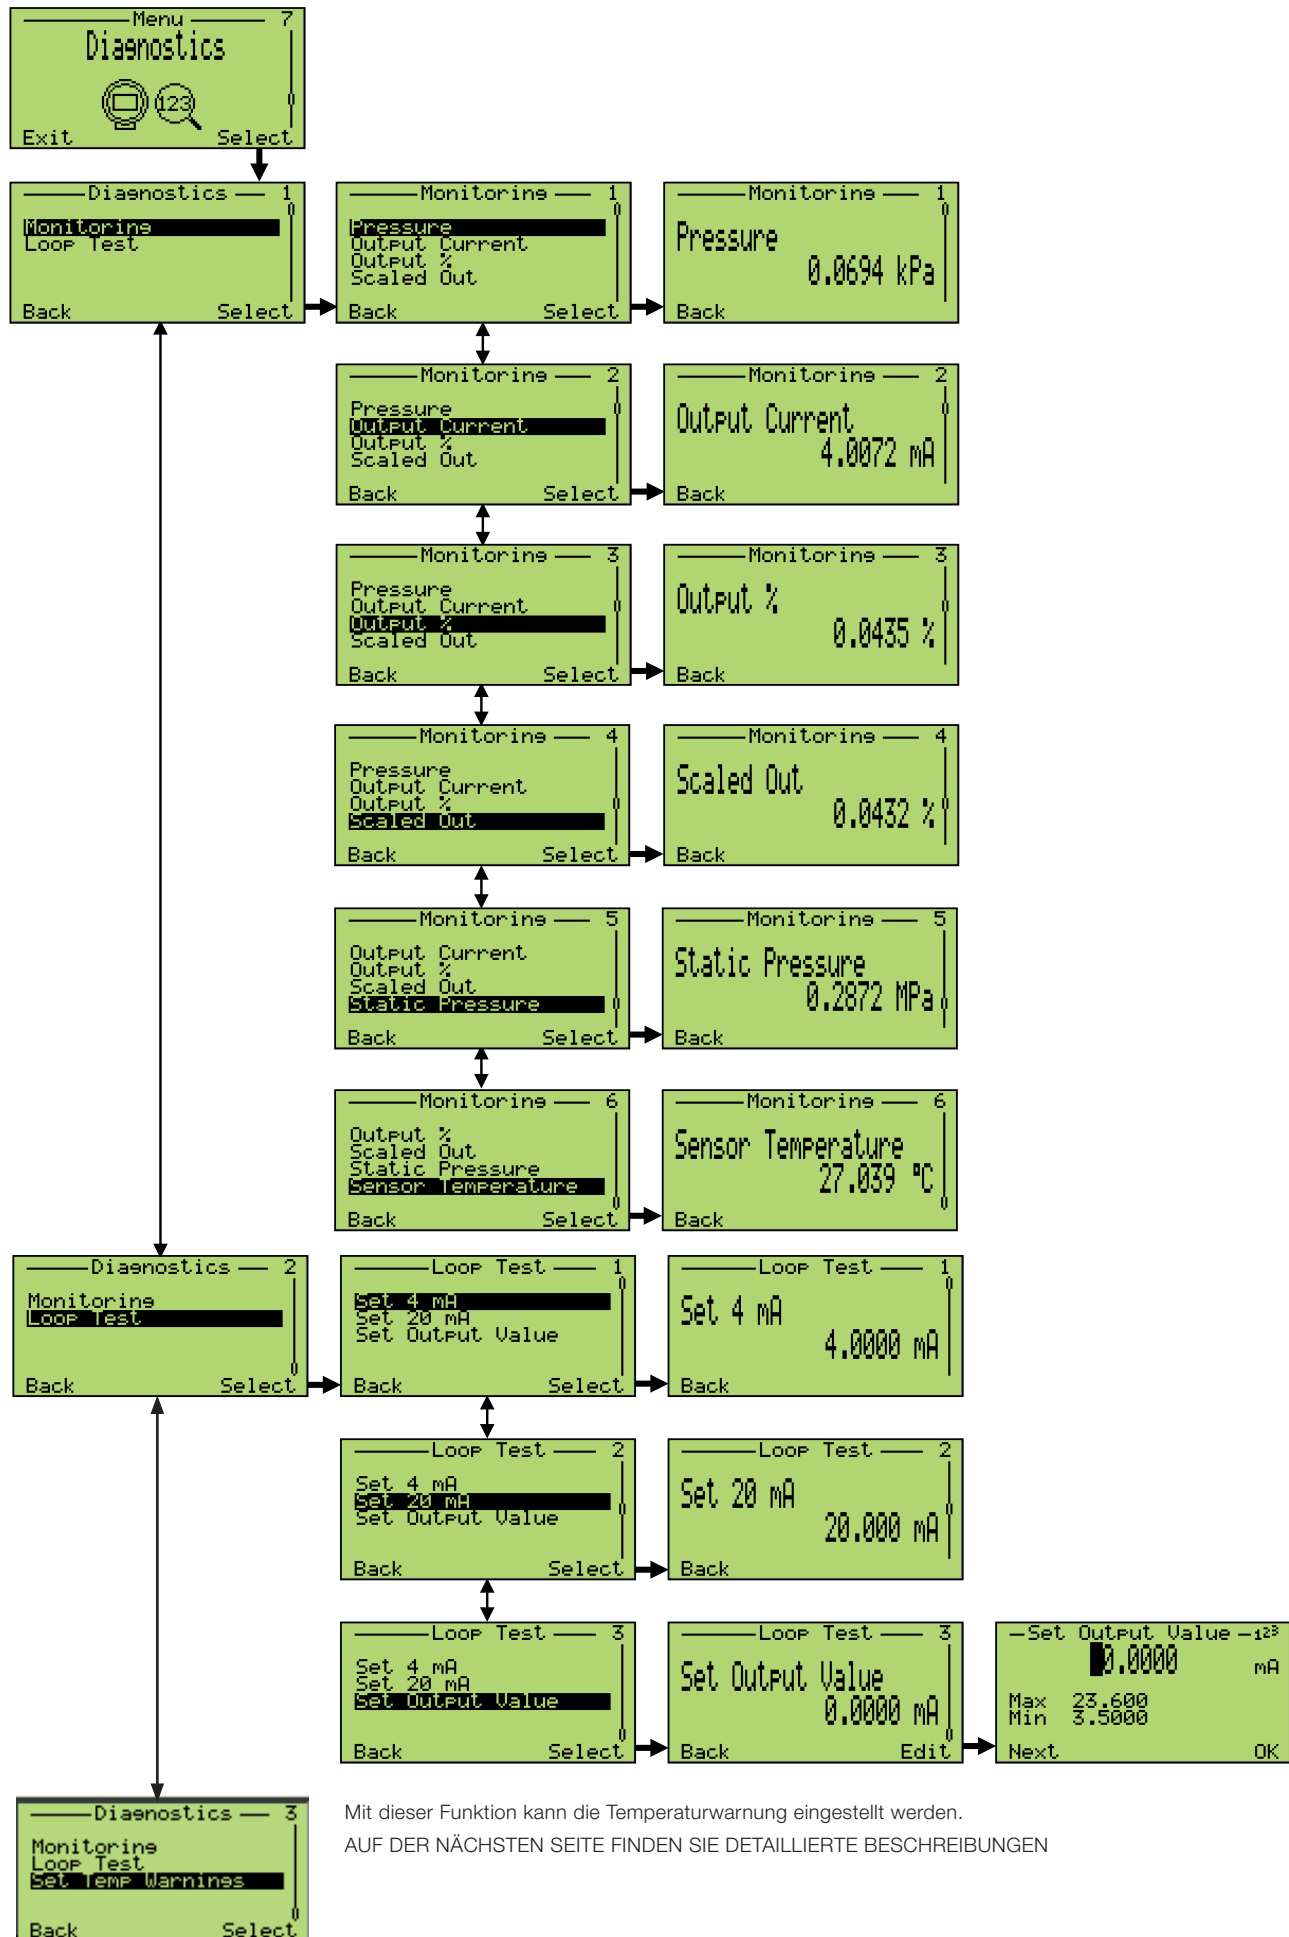 Menu 7
Diagnostics
123
Exit Select
Diagnostics 1
Monitoring
Loop Test
Back Select
Monitoring 1
Pressure
Output Current
Output %
Scaled Out
Back Select
Monitoring 1
Pressure
0.0694 kPa
Back
Monitoring 2
Pressure
Output Current
Output %
Scaled Out
Back Select
Monitoring 2
Output Current
4.0072 mA
Back
Monitoring 3
Pressure
Output Current
Output %
Scaled Out
Back Select
Monitoring 3
Output %
0.0435 %
Back
Monitoring 4
Pressure
Output Current
Output %
Scaled Out
Back Select
Monitoring 4
Scaled Out
0.0432 %
Back
Monitoring 5
Output Current
Output %
Scaled Out
Static Pressure
Back Select
Monitoring 5
Static Pressure
0.2872 MPa
Back
Monitoring 6
Output %
Scaled Out
Static Pressure
Sensor Temperature
Back Select
Monitoring 6
Sensor Temperature
27.039 °C
Back
Diagnostics 2
Monitoring
Loop Test
Back Select
Loop Test 1
Set 4 mA
Set 20 mA
Set Output Value
Back Select
Loop Test 1
Set 4 mA
4.0000 mA
Back
Loop Test 2
Set 4 mA
Set 20 mA
Set Output Value
Back Select
Loop Test 2
Set 20 mA
20.000 mA
Back
Loop Test 3
Set 4 mA
Set 20 mA
Set Output Value
Back Select
Loop Test 3
Set Output Value
0.0000 mA
Back Edit
Set Output Value 123
0.0000 mA
Max 23.600
Min 3.5000
Next OK
Diagnostics 3
Monitoring
Loop Test
Set Temp Warnings
Back Select
Mit dieser Funktion kann die Temperaturwarnung eingestellt werden.
AUF DER NÄCHSTEN SEITE FINDEN SIE DETAILLIERTE BESCHREIBUNGEN